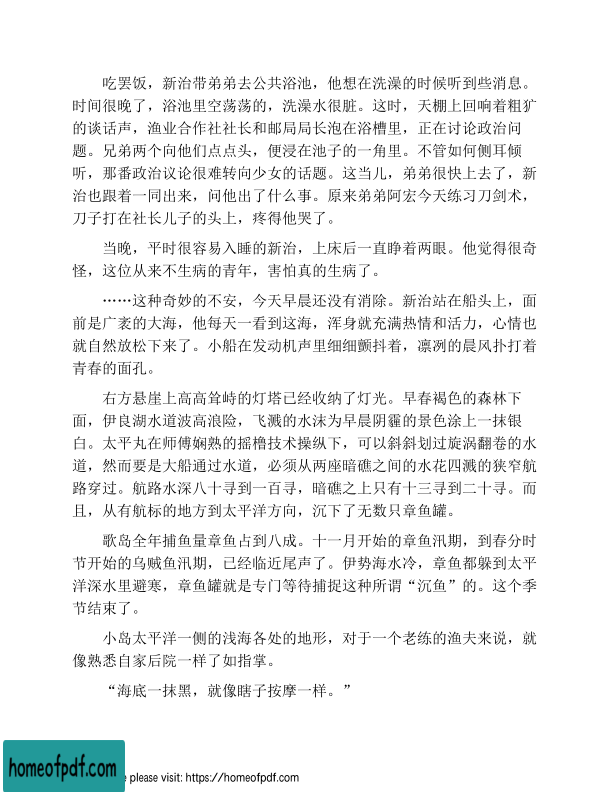 吃罢饭，新治带弟弟去公共浴池，他想在洗澡的时候听到些消息。
时间很晚了，浴池里空荡荡的，洗澡水很脏。这时，天棚上回响着粗犷
的谈话声，渔业合作社社长和邮局局长泡在浴槽里，正在讨论政治问
题。兄弟两个向他们点点头，便浸在池子的一角里。不管如何侧耳倾
听，那番政治议论很难转向少女的话题。这当儿，弟弟很快上去了，新
治也跟着一同出来，问他出了什么事。原来弟弟阿宏今天练习刀剑术，
刀子打在社长儿子的头上，疼得他哭了。
当晚，平时很容易入睡的新治，上床后一直睁着两眼。他觉得很奇
怪，这位从来不生病的青年，害怕真的生病了。
……这种奇妙的不安，今天早晨还没有消除。新治站在船头上，面
前是广袤的大海，他每天一看到这海，浑身就充满热情和活力，心情也
就自然放松下来了。小船在发动机声里细细颤抖着，凛冽的晨风扑打着
青春的面孔。
右方悬崖上高高耸峙的灯塔已经收纳了灯光。早春褐色的森林下
面，伊良湖水道波高浪险，飞溅的水沫为早晨阴霾的景色涂上一抹银
白。太平丸在师傅娴熟的摇橹技术操纵下，可以斜斜划过旋涡翻卷的水
道，然而要是大船通过水道，必须从两座暗礁之间的水花四溅的狭窄航
路穿过。航路水深八十寻到一百寻，暗礁之上只有十三寻到二十寻。而
且，从有航标的地方到太平洋方向，沉下了无数只章鱼罐。
歌岛全年捕鱼量章鱼占到八成。十一月开始的章鱼汛期，到春分时
节开始的乌贼鱼汛期，已经临近尾声了。伊势海水冷，章鱼都躲到太平
洋深水里避寒，章鱼罐就是专门等待捕捉这种所谓“沉鱼”的。这个季
节结束了。
小岛太平洋一侧的浅海各处的地形，对于一个老练的渔夫来说，就
像熟悉自家后院一样了如指掌。
“海底一抹黑，就像瞎子按摩一样。”
homeofpdf.com
please visit: https://homeofpdf.com